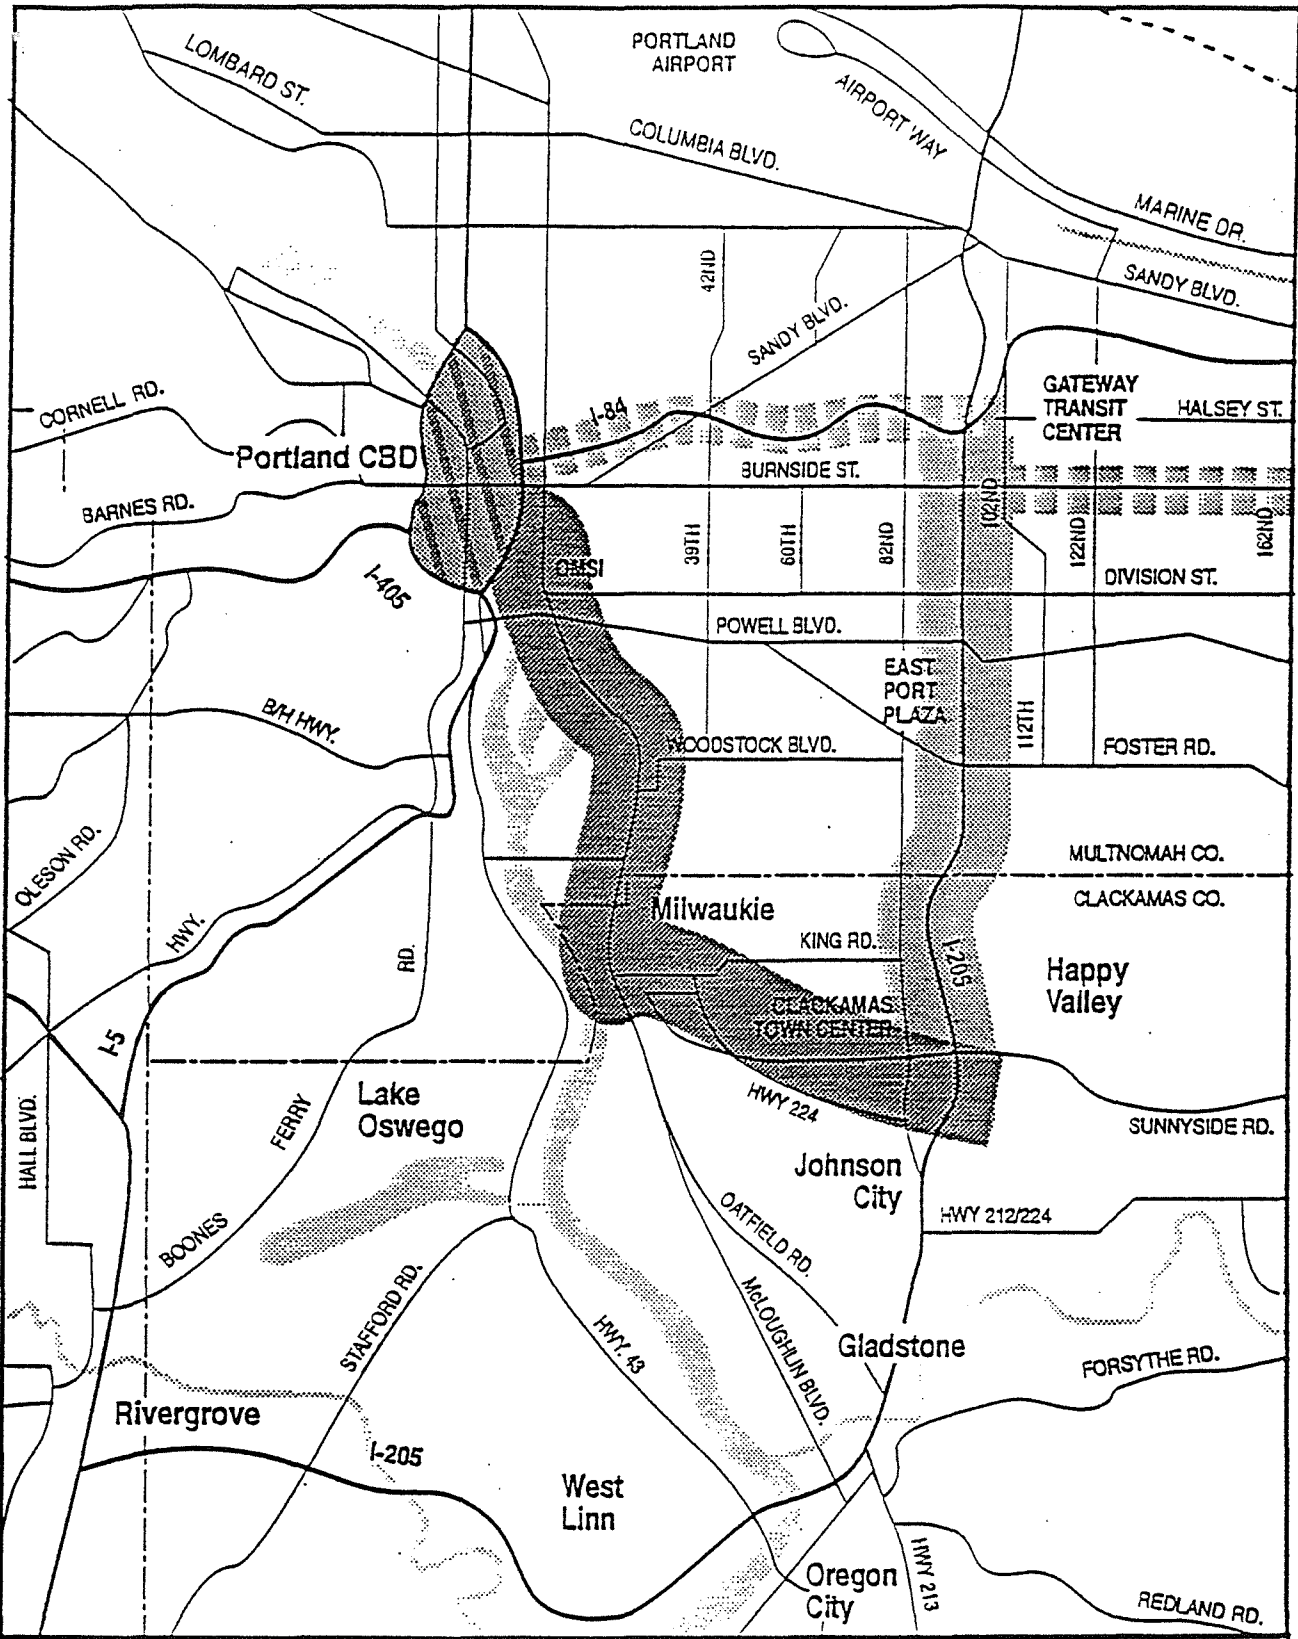 LOMBARD ST.
PORTLAND
AIRPORT
AIRPORT WAY
COLUMBIA BLVD.
MARINE DR.
SANDY BLVD.
42ND
SANDY BLVD.
CORNELL RD.
I-84
GATEWAY
TRANSIT
CENTER
HALSEY ST.
Portland CBD
BURNSIDE ST.
BARNES RD.
102ND
39TH
60TH
82ND
122ND
162ND
OMSI
I-405
DIVISION ST.
POWELL BLVD.
EAST
PORT
PLAZA
B/H HWY.
112TH
WOODSTOCK BLVD.
FOSTER RD.
OLESON RD.
MULTNOMAH CO.
CLACKAMAS CO.
Milwaukie
HWY.
RD.
KING RD.
I-205
Happy
Valley
CLACKAMAS
TOWN CENTER
I-5
Lake
Oswego
HWY 224
HALL BLVD.
FERRY
SUNNYSIDE RD.
Johnson
City
BOONES
OATFIELD RD.
HWY 212/224
STAFFORD RD.
HWY. 43
McLOUGHLIN BLVD.
Gladstone
FORSYTHE RD.
Rivergrove
I-205
West
Linn
Oregon
City
HWY 213
REDLAND RD.